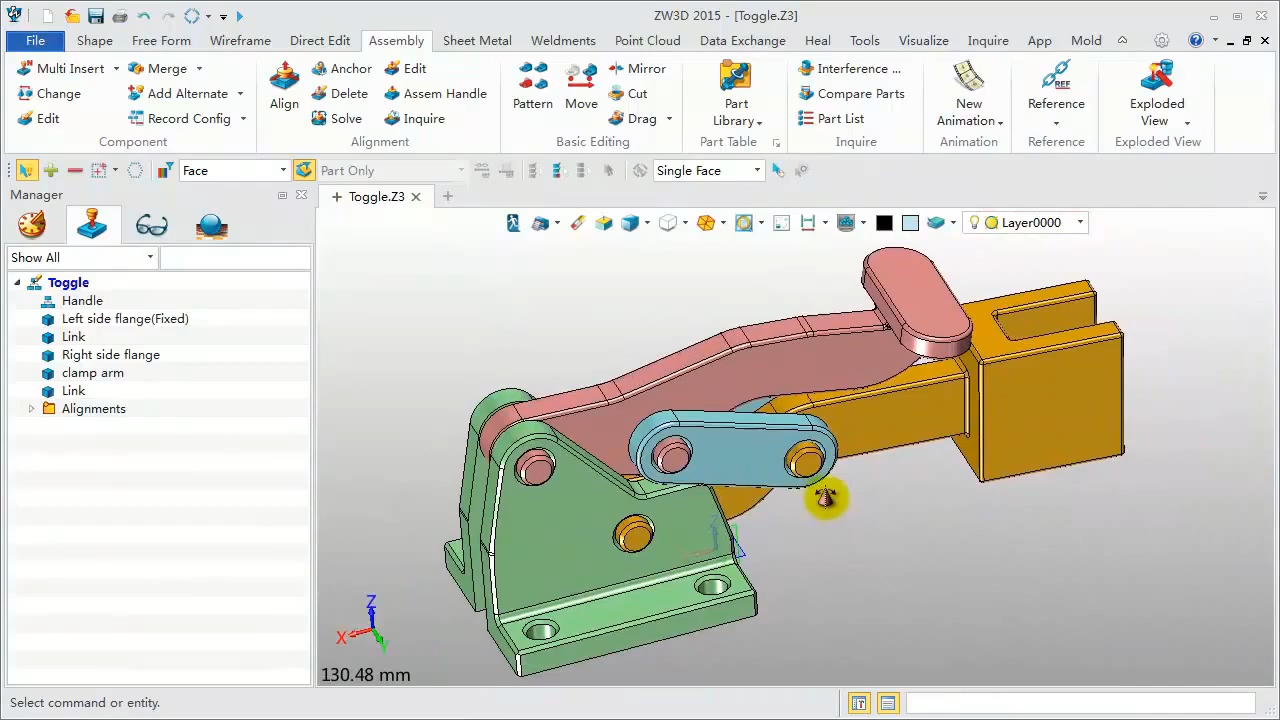 ZW3D 2015 - [Toggle.Z3]
File Shape Free Form Wireframe Direct Edit Assembly Sheet Metal Weldments Point Cloud Data Exchange Heal Tools Visualize Inquire App Mold
Multi Insert Merge Anchor Edit Mirror Interference ...
Change Add Alternate Delete Assem Handle Cut Compare Parts
Edit Record Config Solve Inquire Drag Part List
Align Pattern Move Part Library New Animation Reference Exploded View
REF
Component Alignment Basic Editing Part Table Inquire Animation Reference Exploded View
Face Part Only Single Face
Manager
Toggle.Z3
Layer0000
Show All
Toggle
Handle
Left side flange(Fixed)
Link
Right side flange
clamp arm
Link
Alignments
Z
Z
X
Y
130.48 mm
Select command or entity.